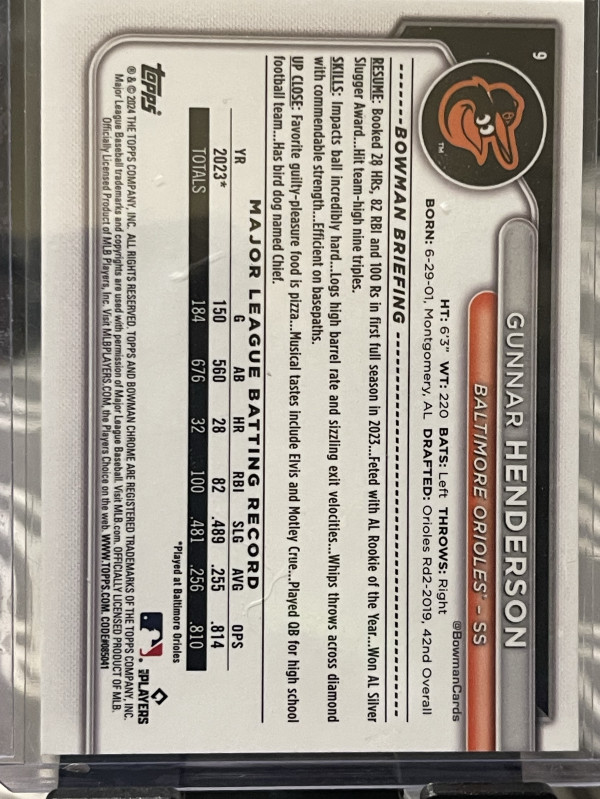 9
GUNNAR HENDERSON
BALTIMORE ORIOLES® – SS
@BowmanCards
HT: 6'3" WT: 220 BATS: Left THROWS: Right
BORN: 6-29-01, Montgomery, AL DRAFTED: Orioles Rd2-2019, 42nd Overall
TM
BOWMAN BRIEFING
RESUME: Booked 28 HRs, 82 RBI and 100 Rs in first full season in 2023...Feted with AL Rookie of the Year...Won AL Silver
Slugger Award...Hit team-high nine triples.
SKILLS: Impacts ball incredibly hard...Logs high barrel rate and sizzling exit velocities...Whips throws across diamond
with commendable strength...Efficient on basepaths.
UP CLOSE: Favorite guilty-pleasure food is pizza...Musical tastes include Elvis and Motley Crue...Played QB for high school
football team...Has bird dog named Chief.
MAJOR LEAGUE BATTING RECORD
YR G AB HR RBI SLG AVG OPS
2023* 150 560 28 82 .489 .255 .814
TOTALS 184 676 32 100 .481 .256 .810
*Played at Baltimore Orioles
topps
MLB PLAYERS
® & © 2024 THE TOPPS COMPANY, INC. ALL RIGHTS RESERVED. TOPPS AND BOWMAN CHROME ARE REGISTERED TRADEMARKS OF THE TOPPS COMPANY, INC.
Major League Baseball trademarks and copyrights are used with permission of Major League Baseball. Visit MLB.com. OFFICIALLY LICENSED PRODUCT OF MLB.
Officially Licensed Product of MLB Players, Inc. Visit MLBPLAYERS.COM, the Players Choice on the web. WWW.TOPPS.COM. CODE#085041